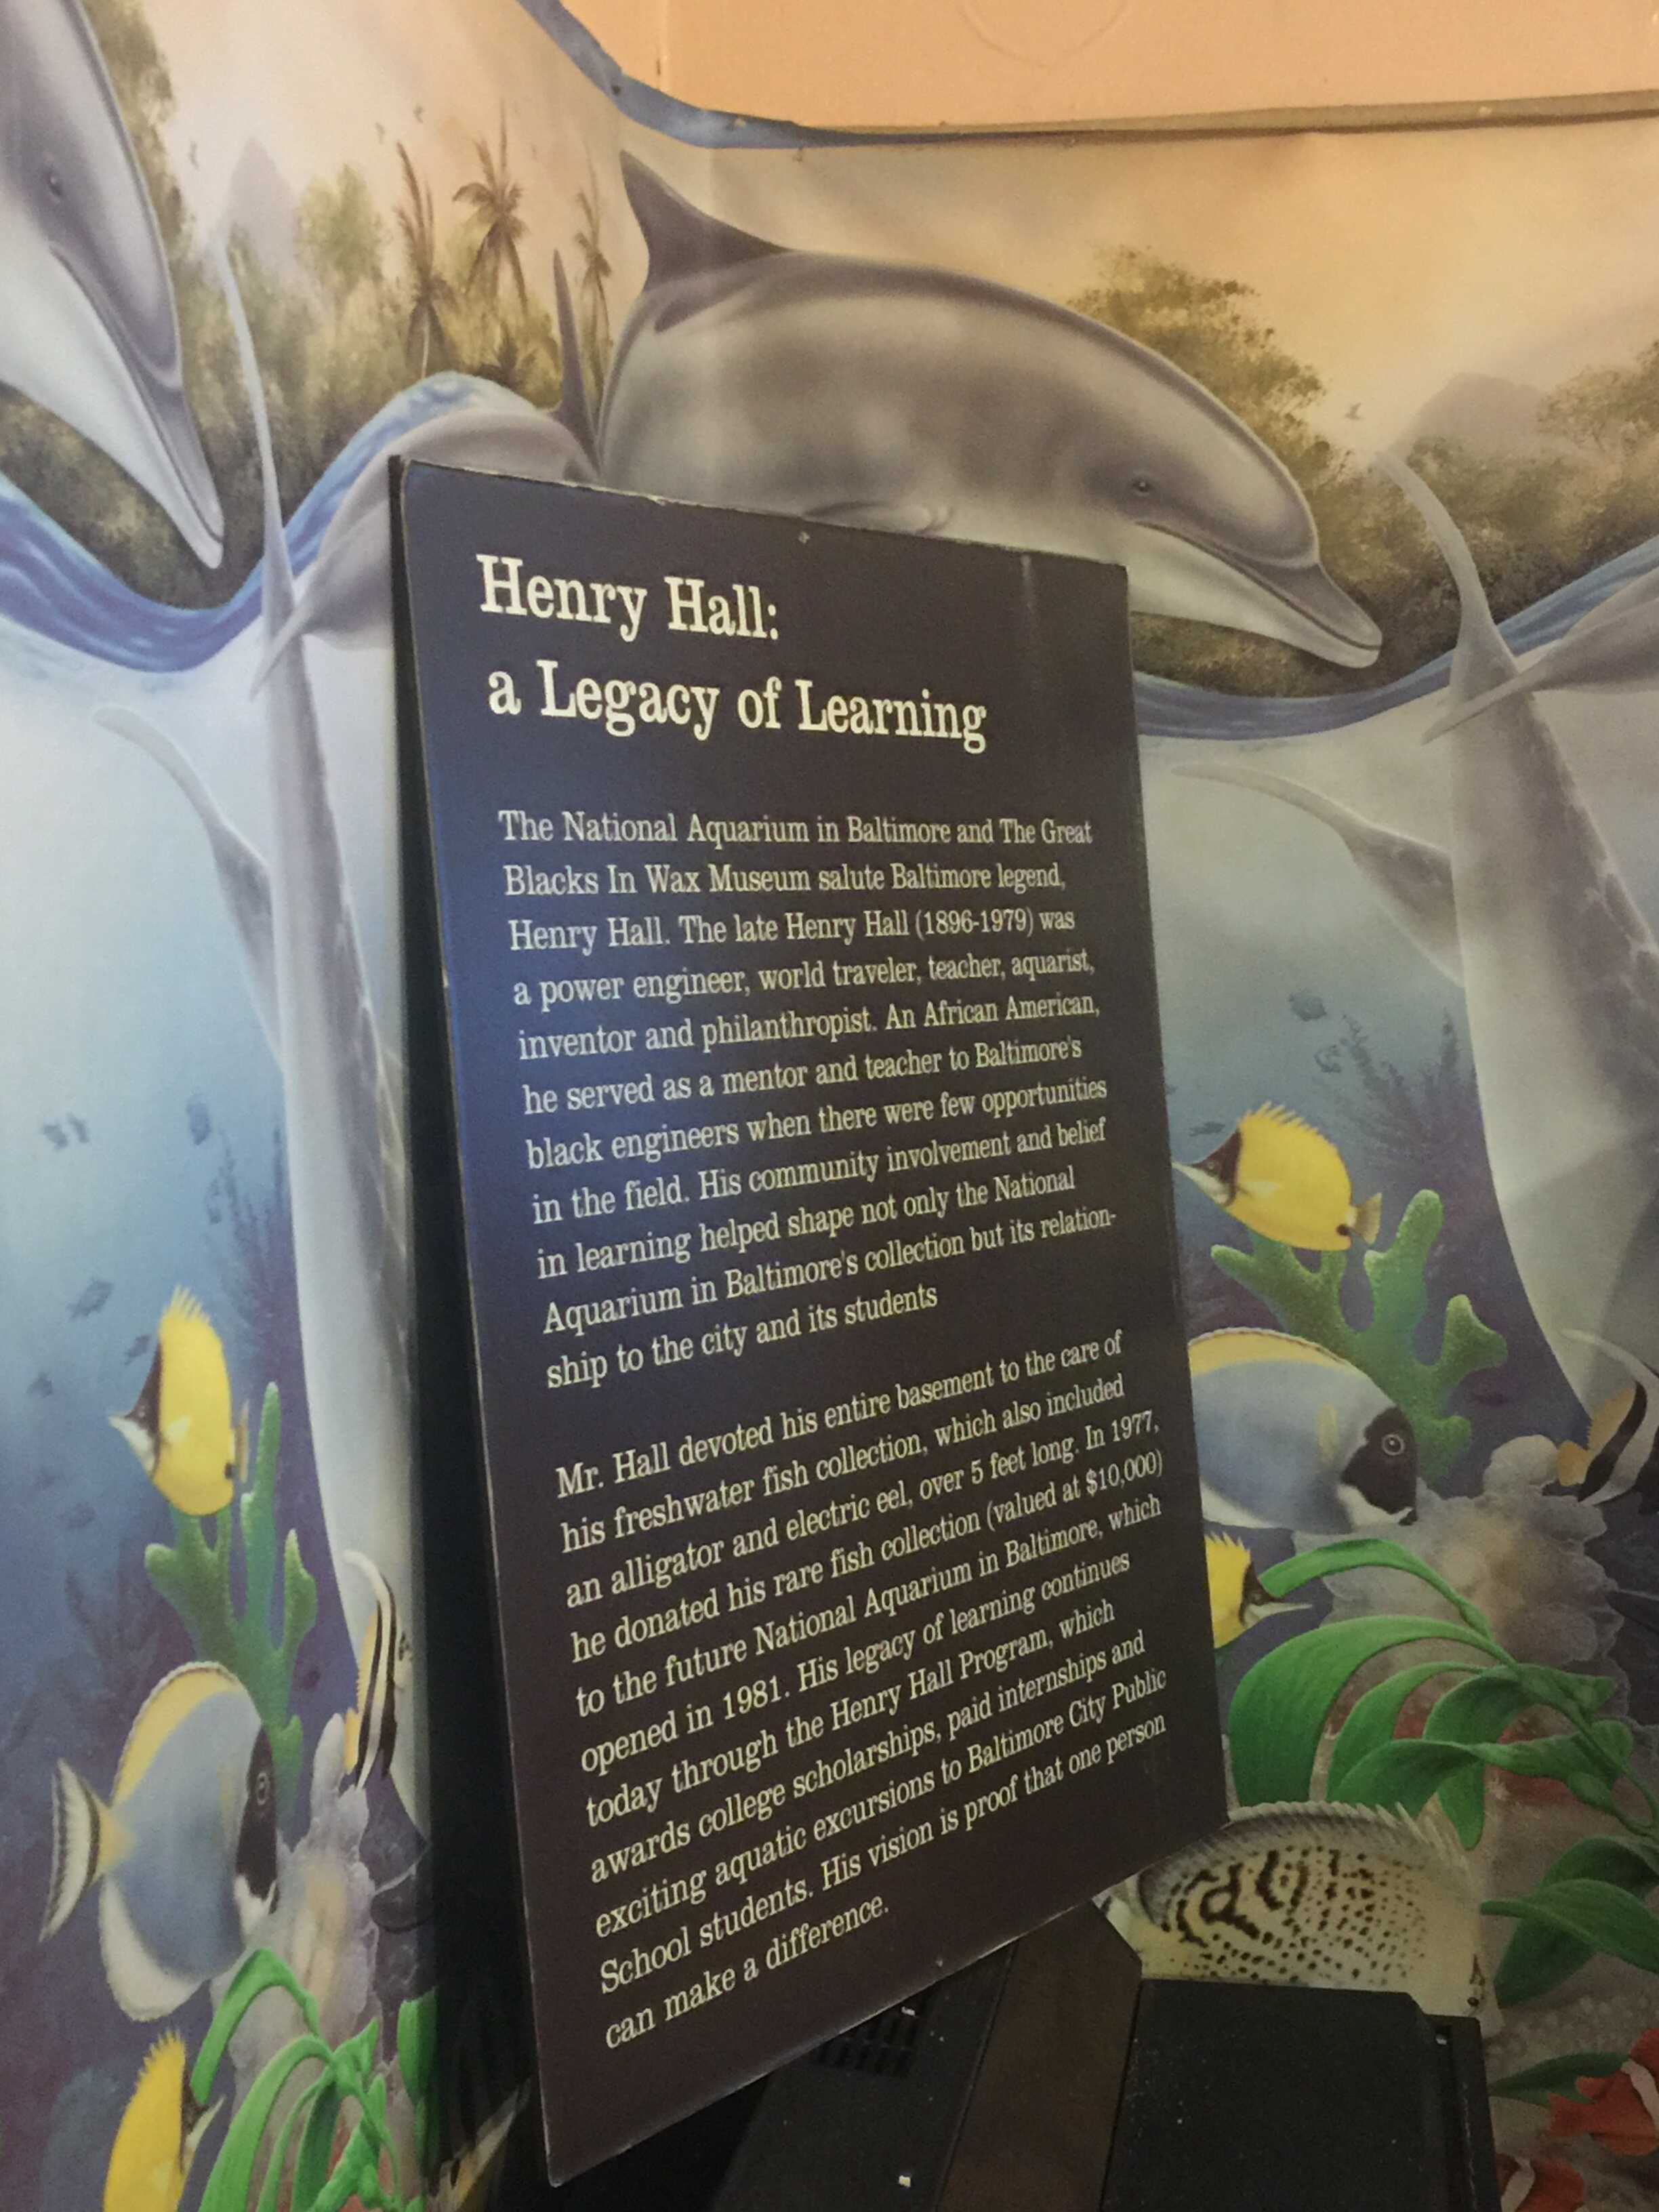 Henry Hall:
a Legacy of Learning
The National Aquarium in Baltimore and The Great
Blacks In Wax Museum salute Baltimore legend,
Henry Hall. The late Henry Hall (1896-1979) was
a power engineer, world traveler, teacher, aquarist,
inventor and philanthropist. An African American,
he served as a mentor and teacher to Baltimore's
black engineers when there were few opportunities
in the field. His community involvement and belief
in learning helped shape not only the National
Aquarium in Baltimore's collection but its relation-
ship to the city and its students
Mr. Hall devoted his entire basement to the care of
his freshwater fish collection, which also included
an alligator and electric eel, over 5 feet long. In 1977,
he donated his rare fish collection (valued at $10,000)
to the future National Aquarium in Baltimore, which
opened in 1981. His legacy of learning continues
today through the Henry Hall Program, which
awards college scholarships, paid internships and
exciting aquatic excursions to Baltimore City Public
School students. His vision is proof that one person
can make a difference.